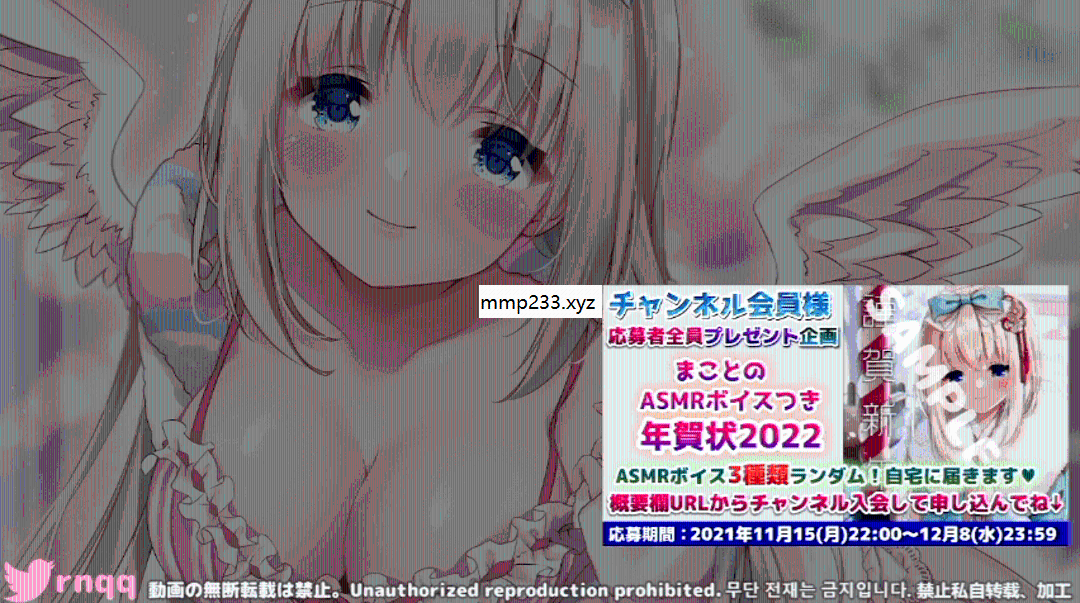 mmp233.xyz
チャンネル会員様
応募者全員プレゼント企画
まことの
ASMRボイスつき
年賀状2022
謹賀新
SAMPLE
ASMRボイス3種類ランダム!自宅に届きます♥
概要欄URLからチャンネル入会して申し込んでね↓
応募期間：2021年11月15(月)22:00〜12月8(水)23:59
rnqq
動画の無断転載は禁止。Unauthorized reproduction prohibited. 무단 전재는 금지입니다. 禁止私自转载、加工